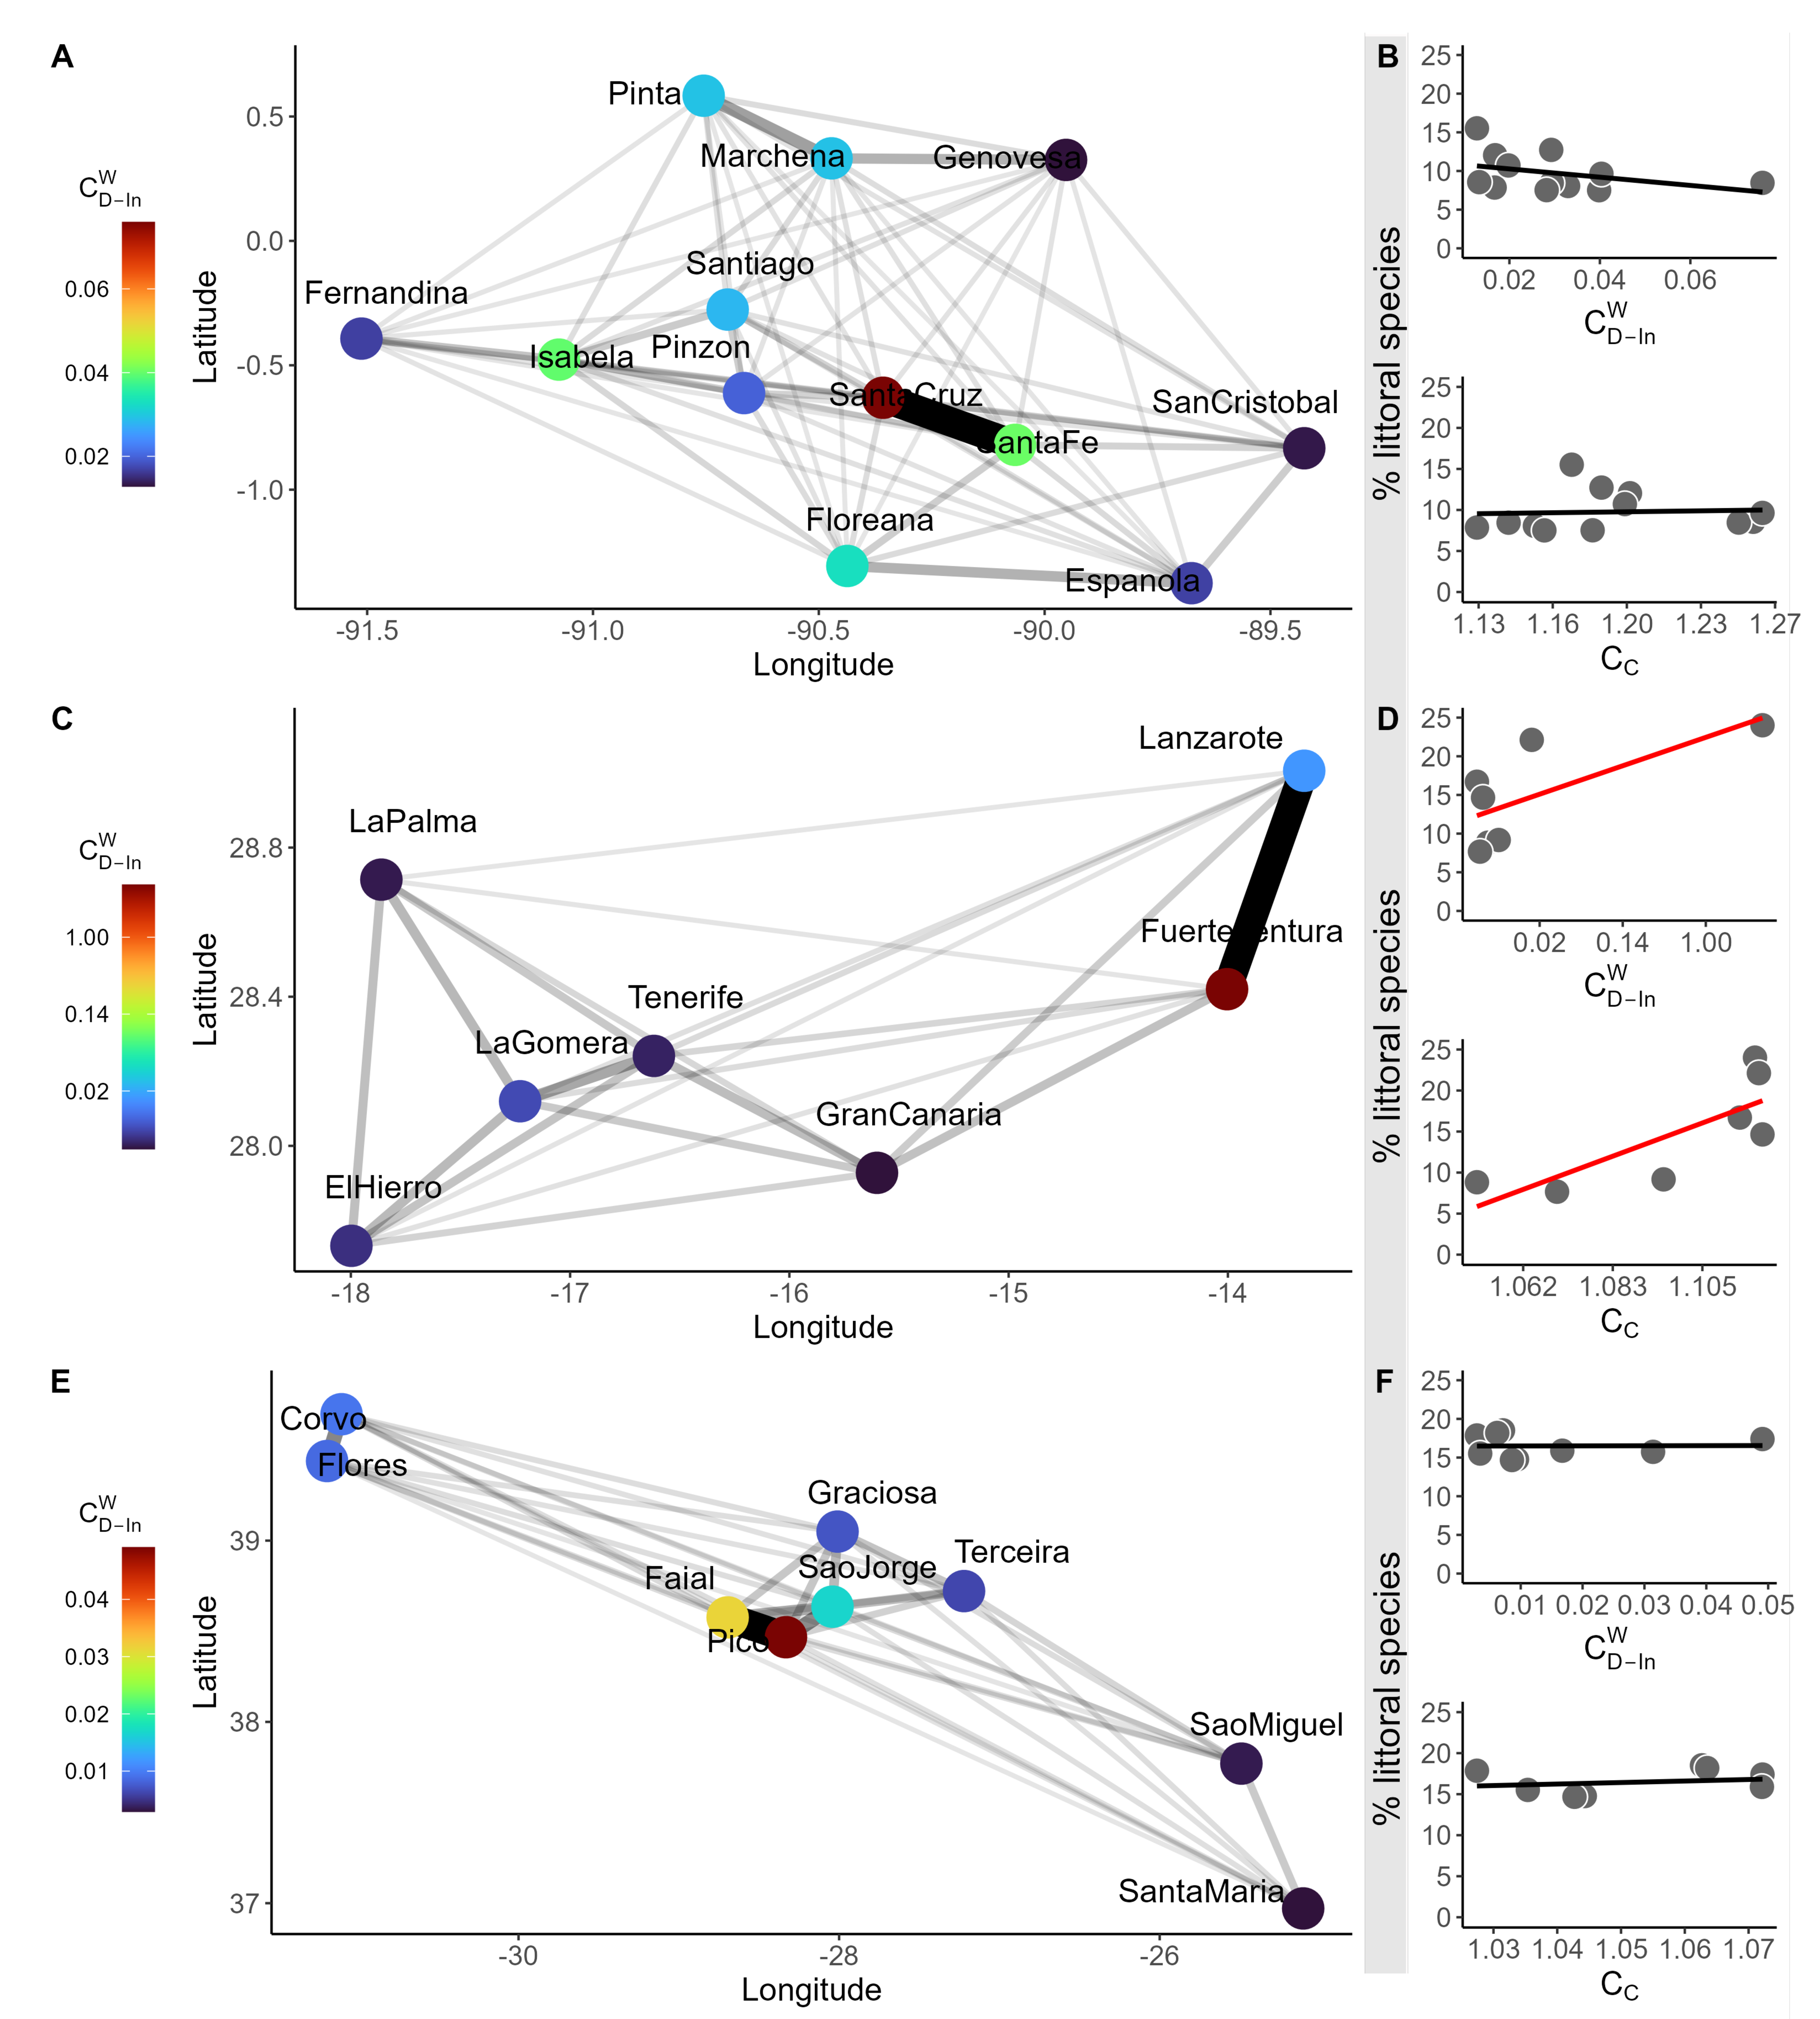 A
C^W_D−In
0.06
0.04
0.02
Latitude
0.5
0.0
-0.5
-1.0
Pinta
Marchena
Genovesa
Santiago
Fernandina
Pinzon
Isabela
SantaCruz
SanCristobal
SantaFe
Floreana
Espanola
-91.5 -91.0 -90.5 -90.0 -89.5
Longitude
B
% littoral species
25
20
15
10
5
0
0.02 0.04 0.06
C^W_D−In
25
20
15
10
5
0
1.13 1.16 1.20 1.23 1.27
C_C
C
C^W_D−In
1.00
0.14
0.02
Latitude
28.8
28.4
28.0
Lanzarote
LaPalma
Fuerteventura
Tenerife
LaGomera
GranCanaria
ElHierro
-18 -17 -16 -15 -14
Longitude
D
% littoral species
25
20
15
10
5
0
0.02 0.14 1.00
C^W_D−In
25
20
15
10
5
0
1.062 1.083 1.105
C_C
E
C^W_D−In
0.04
0.03
0.02
0.01
Latitude
39
38
37
Corvo
Flores
Graciosa
Terceira
SaoJorge
Faial
Pico
SaoMiguel
SantaMaria
-30 -28 -26
Longitude
F
% littoral species
25
20
15
10
5
0
0.01 0.02 0.03 0.04 0.05
C^W_D−In
25
20
15
10
5
0
1.03 1.04 1.05 1.06 1.07
C_C